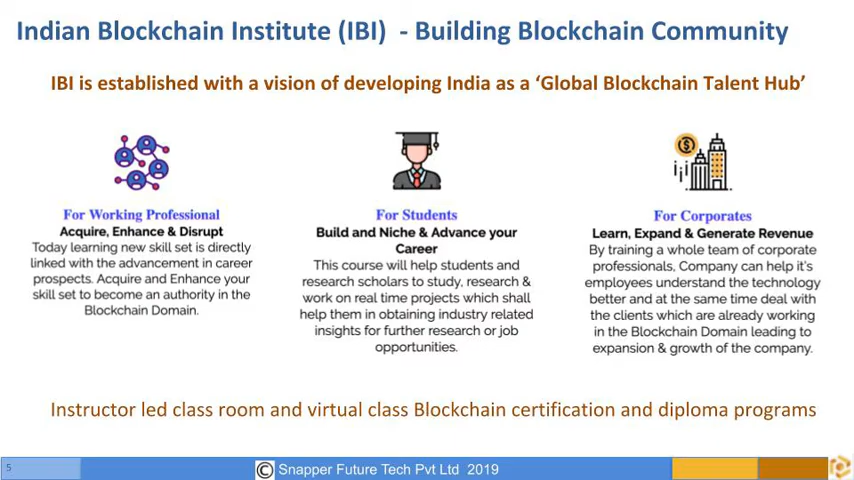 Indian Blockchain Institute (IBI) - Building Blockchain Community
IBI is established with a vision of developing India as a ‘Global Blockchain Talent Hub’
For Working Professional
Acquire, Enhance & Disrupt
Today learning new skill set is directly
linked with the advancement in career
prospects. Acquire and Enhance your
skill set to become an authority in the
Blockchain Domain.
For Students
Build and Niche & Advance your
Career
This course will help students and
research scholars to study, research &
work on real time projects which shall
help them in obtaining industry related
insights for further research or job
opportunities.
For Corporates
Learn, Expand & Generate Revenue
By training a whole team of corporate
professionals, Company can help it's
employees understand the technology
better and at the same time deal with
the clients which are already working
in the Blockchain Domain leading to
expansion & growth of the company.
Instructor led class room and virtual class Blockchain certification and diploma programs
5
© Snapper Future Tech Pvt Ltd 2019